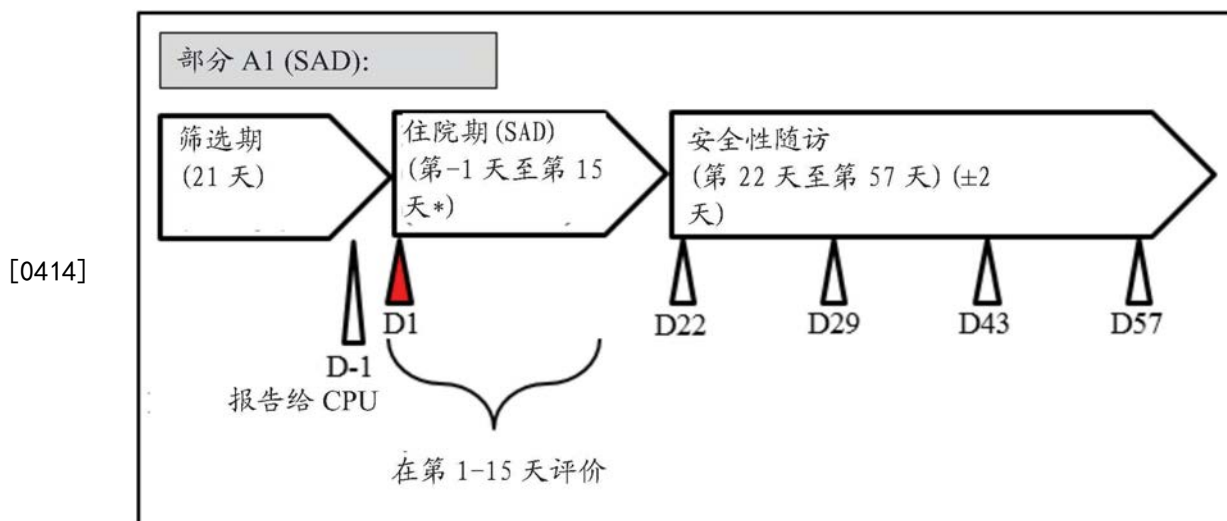 部分 A1 (SAD):
筛选期
(21 天)
住院期(SAD)
(第-1 天至第 15
天*)
安全性随访
(第 22 天至第 57 天) (±2
天)
[0414]
D1
D22
D29
D43
D57
D-1
报告给 CPU
在第 1-15 天评价